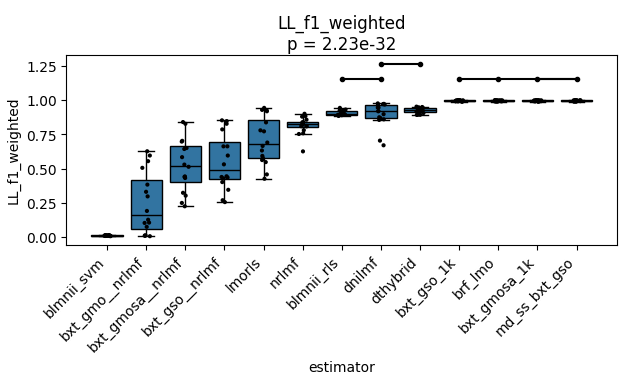 LL_f1_weighted
p = 2.23e-32
LL_f1_weighted
1.25
1.00
0.75
0.50
0.25
0.00
blmnii_svm
bxt_gmo__nrlmf
bxt_gmosa__nrlmf
bxt_gso__nrlmf
lmorls
nrlmf
blmnii_rls
dnilmf
dthybrid
bxt_gso_1k
brf_lmo
bxt_gmosa_1k
md_ss_bxt_gso
estimator